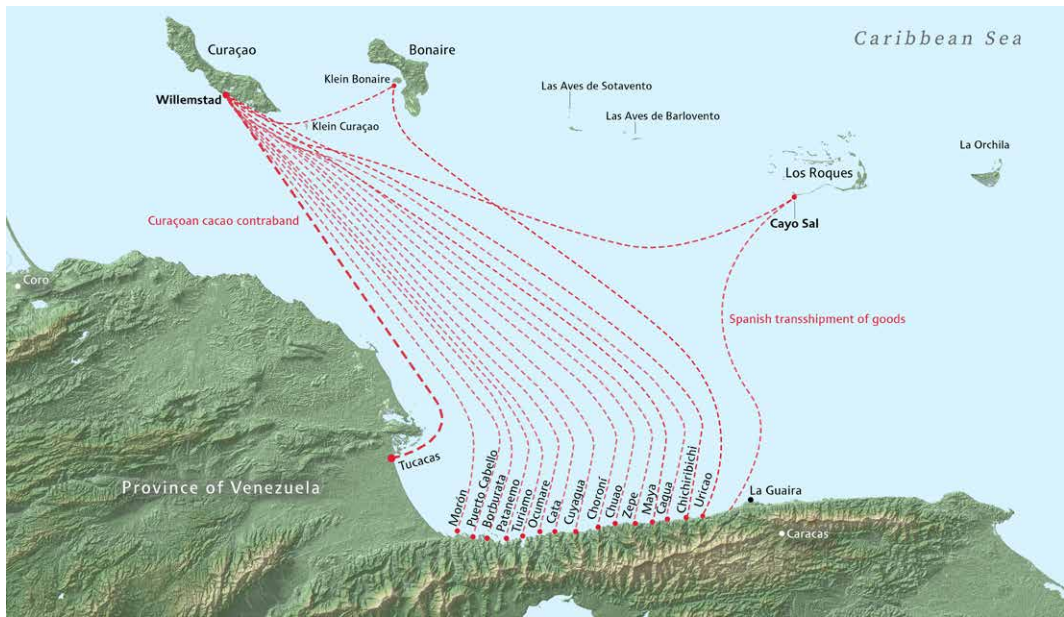 Caribbean Sea
Curaçao
Bonaire
Klein Bonaire
Willemstad
Klein Curaçao
Las Aves de Sotavento
Las Aves de Barlovento
La Orchila
Los Roques
Cayo Sal
Curaçoan cacao contraband
Coro
Spanish transshipment of goods
Tucacas
Province of Venezuela
Morón
Puerto Cabello
Borburata
Patanemo
Turiamo
Ocumare
Cata
Cuyagua
Choroní
Chuao
Zepe
Maya
Cagua
Chichiribichi
Uricao
La Guaira
Caracas